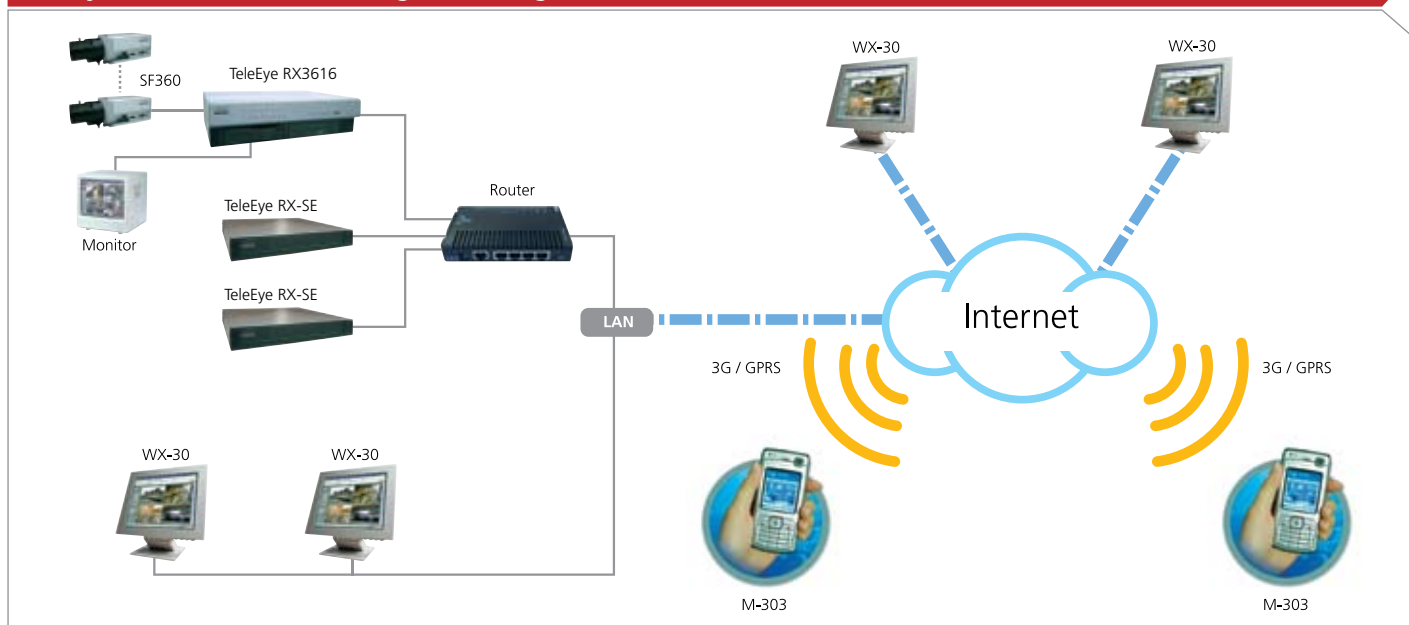 WX-30
WX-30
SF360
TeleEye RX3616
Router
TeleEye RX-SE
Monitor
TeleEye RX-SE
LAN
Internet
3G / GPRS
3G / GPRS
WX-30
WX-30
M-303
M-303